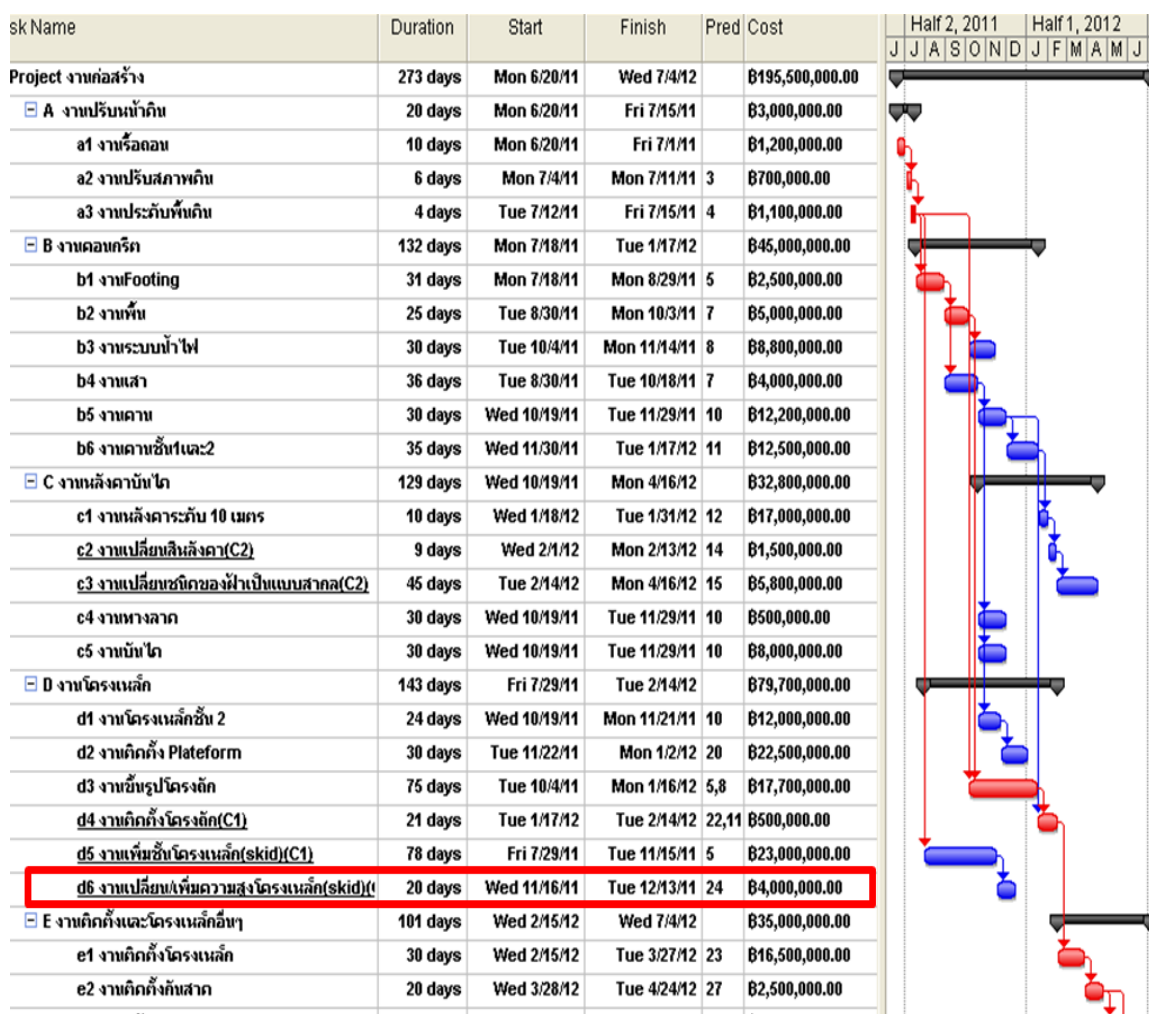 sk Name Duration Start Finish Pred Cost Half 2, 2011 Half 1, 2012
J J A S O N D J F M A M J
Project งานก่อสร้าง 273 days Mon 6/20/11 Wed 7/4/12 ฿195,500,000.00
A งานปรับหน้าดิน 20 days Mon 6/20/11 Fri 7/15/11 ฿3,000,000.00
a1 งานรื้อถอน 10 days Mon 6/20/11 Fri 7/1/11 ฿1,200,000.00
a2 งานปรับสภาพดิน 6 days Mon 7/4/11 Mon 7/11/11 3 ฿700,000.00
a3 งานประดับพื้นดิน 4 days Tue 7/12/11 Fri 7/15/11 4 ฿1,100,000.00
B งานคอนกรีต 132 days Mon 7/18/11 Tue 1/17/12 ฿45,000,000.00
b1 งานFooting 31 days Mon 7/18/11 Mon 8/29/11 5 ฿2,500,000.00
b2 งานพื้น 25 days Tue 8/30/11 Mon 10/3/11 7 ฿5,000,000.00
b3 งานระบบน้ำไฟ 30 days Tue 10/4/11 Mon 11/14/11 8 ฿8,800,000.00
b4 งานเสา 36 days Tue 8/30/11 Tue 10/18/11 7 ฿4,000,000.00
b5 งานคาน 30 days Wed 10/19/11 Tue 11/29/11 10 ฿12,200,000.00
b6 งานคานชั้น1และ2 35 days Wed 11/30/11 Tue 1/17/12 11 ฿12,500,000.00
C งานหลังคาบันได 129 days Wed 10/19/11 Mon 4/16/12 ฿32,800,000.00
c1 งานหลังคาระดับ 10 เมตร 10 days Wed 1/18/12 Tue 1/31/12 12 ฿17,000,000.00
c2 งานเปลี่ยนสีหลังคา(C2) 9 days Wed 2/1/12 Mon 2/13/12 14 ฿1,500,000.00
c3 งานเปลี่ยนชนิดของฝ้าเป็นแบบสากล(C2) 45 days Tue 2/14/12 Mon 4/16/12 15 ฿5,800,000.00
c4 งานทางลาด 30 days Wed 10/19/11 Tue 11/29/11 10 ฿500,000.00
c5 งานบันได 30 days Wed 10/19/11 Tue 11/29/11 10 ฿8,000,000.00
D งานโครงเหล็ก 143 days Fri 7/29/11 Tue 2/14/12 ฿79,700,000.00
d1 งานโครงเหล็กชั้น 2 24 days Wed 10/19/11 Mon 11/21/11 10 ฿12,000,000.00
d2 งานติดตั้ง Plateform 30 days Tue 11/22/11 Mon 1/2/12 20 ฿22,500,000.00
d3 งานขึ้นรูปโครงถัก 75 days Tue 10/4/11 Mon 1/16/12 5,8 ฿17,700,000.00
d4 งานติดตั้งโครงถัก(C1) 21 days Tue 1/17/12 Tue 2/14/12 22,11 ฿500,000.00
d5 งานเพิ่มชั้นโครงเหล็ก(skid)(C1) 78 days Fri 7/29/11 Tue 11/15/11 5 ฿23,000,000.00
d6 งานเปลี่ยน/เพิ่มความสูงโครงเหล็ก(skid)( 20 days Wed 11/16/11 Tue 12/13/11 24 ฿4,000,000.00
E งานติดตั้งและโครงเหล็กอื่นๆ 101 days Wed 2/15/12 Wed 7/4/12 ฿35,000,000.00
e1 งานติดตั้งโครงเหล็ก 30 days Wed 2/15/12 Tue 3/27/12 23 ฿16,500,000.00
e2 งานติดตั้งกันสาด 20 days Wed 3/28/12 Tue 4/24/12 27 ฿2,500,000.00